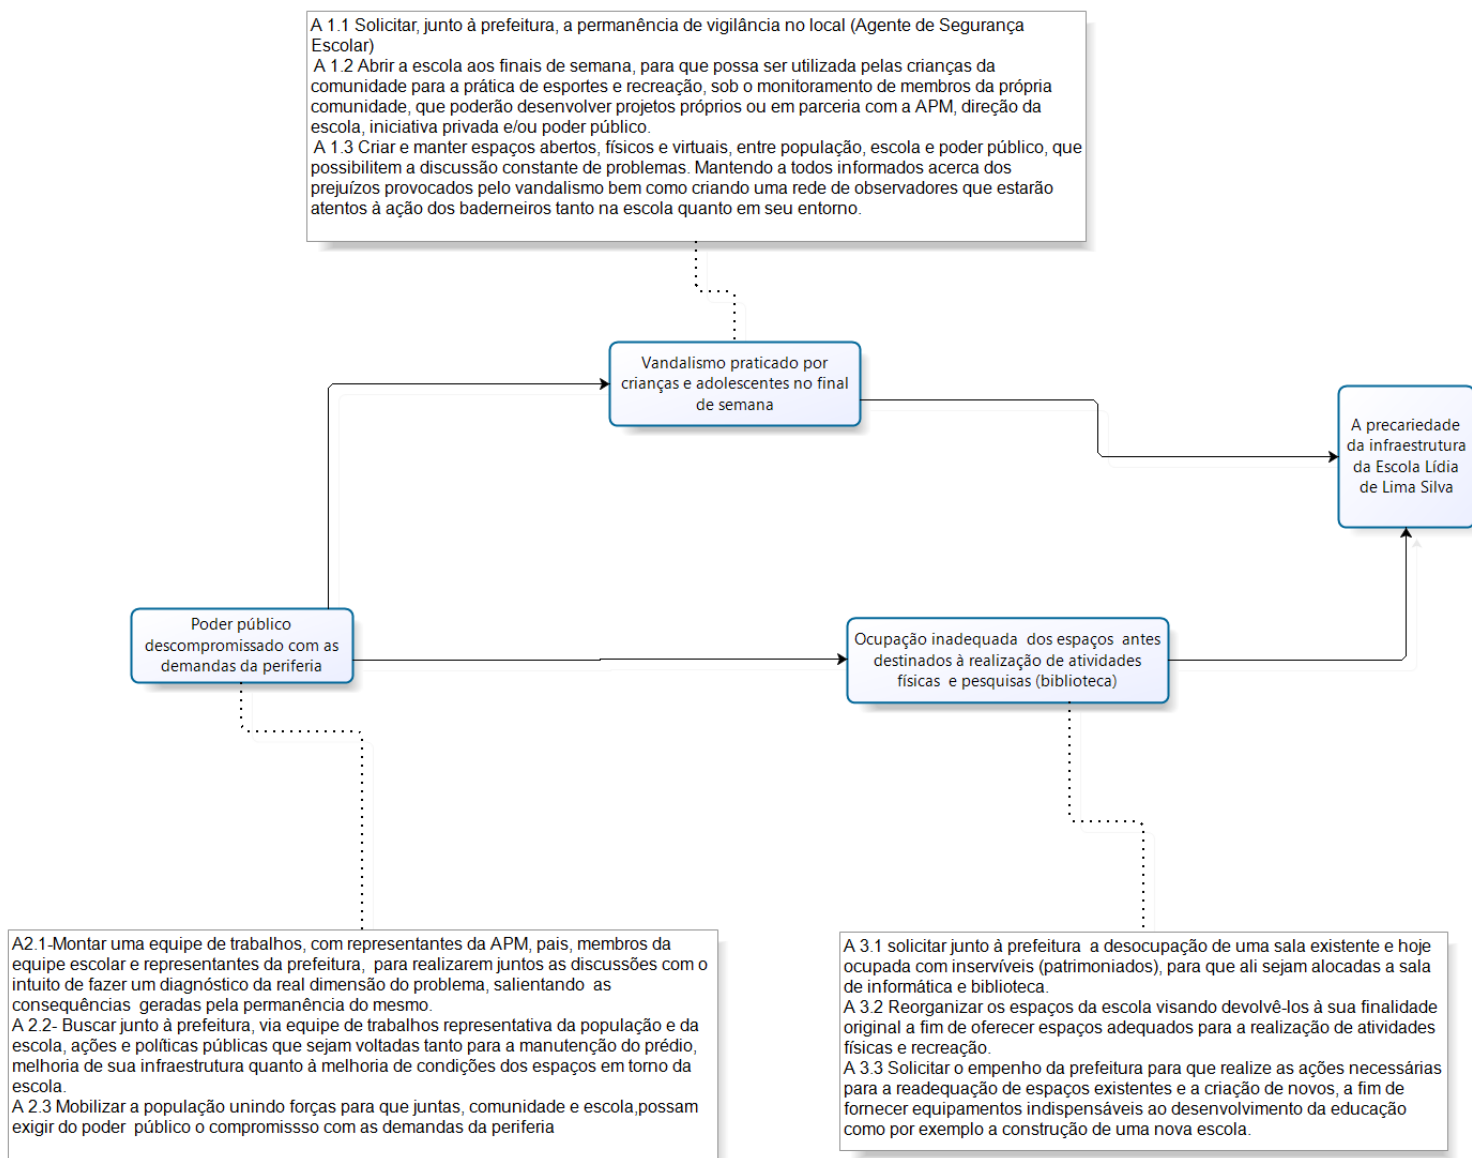 A 1.1 Solicitar, junto à prefeitura, a permanência de vigilância no local (Agente de Segurança
Escolar)
A 1.2 Abrir a escola aos finais de semana, para que possa ser utilizada pelas crianças da
comunidade para a prática de esportes e recreação, sob o monitoramento de membros da própria
comunidade, que poderão desenvolver projetos próprios ou em parceria com a APM, direção da
escola, iniciativa privada e/ou poder público.
A 1.3 Criar e manter espaços abertos, físicos e virtuais, entre população, escola e poder público, que
possibilitem a discussão constante de problemas. Mantendo a todos informados acerca dos
prejuízos provocados pelo vandalismo bem como criando uma rede de observadores que estarão
atentos à ação dos baderneiros tanto na escola quanto em seu entorno.
Vandalismo praticado por
crianças e adolescentes no final
de semana
A precariedade
da infraestrutura
da Escola Lídia
de Lima Silva
Poder público
descompromissado com as
demandas da periferia
Ocupação inadequada dos espaços antes
destinados à realização de atividades
físicas e pesquisas (biblioteca)
A2.1-Montar uma equipe de trabalhos, com representantes da APM, pais, membros da
equipe escolar e representantes da prefeitura, para realizarem juntos as discussões com o
intuito de fazer um diagnóstico da real dimensão do problema, salientando as
consequências geradas pela permanência do mesmo.
A 2.2- Buscar junto à prefeitura, via equipe de trabalhos representativa da população e da
escola, ações e políticas públicas que sejam voltadas tanto para a manutenção do prédio,
melhoria de sua infraestrutura quanto à melhoria de condições dos espaços em torno da
escola.
A 2.3 Mobilizar a população unindo forças para que juntas, comunidade e escola,possam
exigir do poder público o compromissso com as demandas da periferia
A 3.1 solicitar junto à prefeitura a desocupação de uma sala existente e hoje
ocupada com inservíveis (patrimoniados), para que ali sejam alocadas a sala
de informática e biblioteca.
A 3.2 Reorganizar os espaços da escola visando devolvê-los à sua finalidade
original a fim de oferecer espaços adequados para a realização de atividades
físicas e recreação.
A 3.3 Solicitar o empenho da prefeitura para que realize as ações necessárias
para a readequação de espaços existentes e a criação de novos, a fim de
fornecer equipamentos indispensáveis ao desenvolvimento da educação
como por exemplo a construção de uma nova escola.